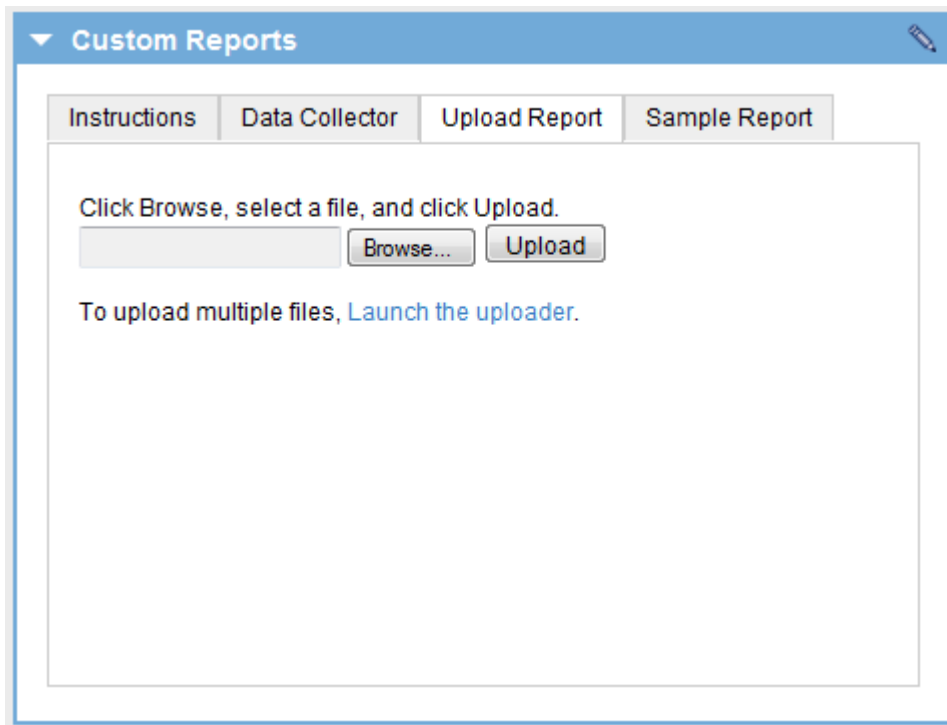 Custom Reports
Instructions Data Collector Upload Report Sample Report
Click Browse, select a file, and click Upload.
Browse... Upload
To upload multiple files, Launch the uploader.